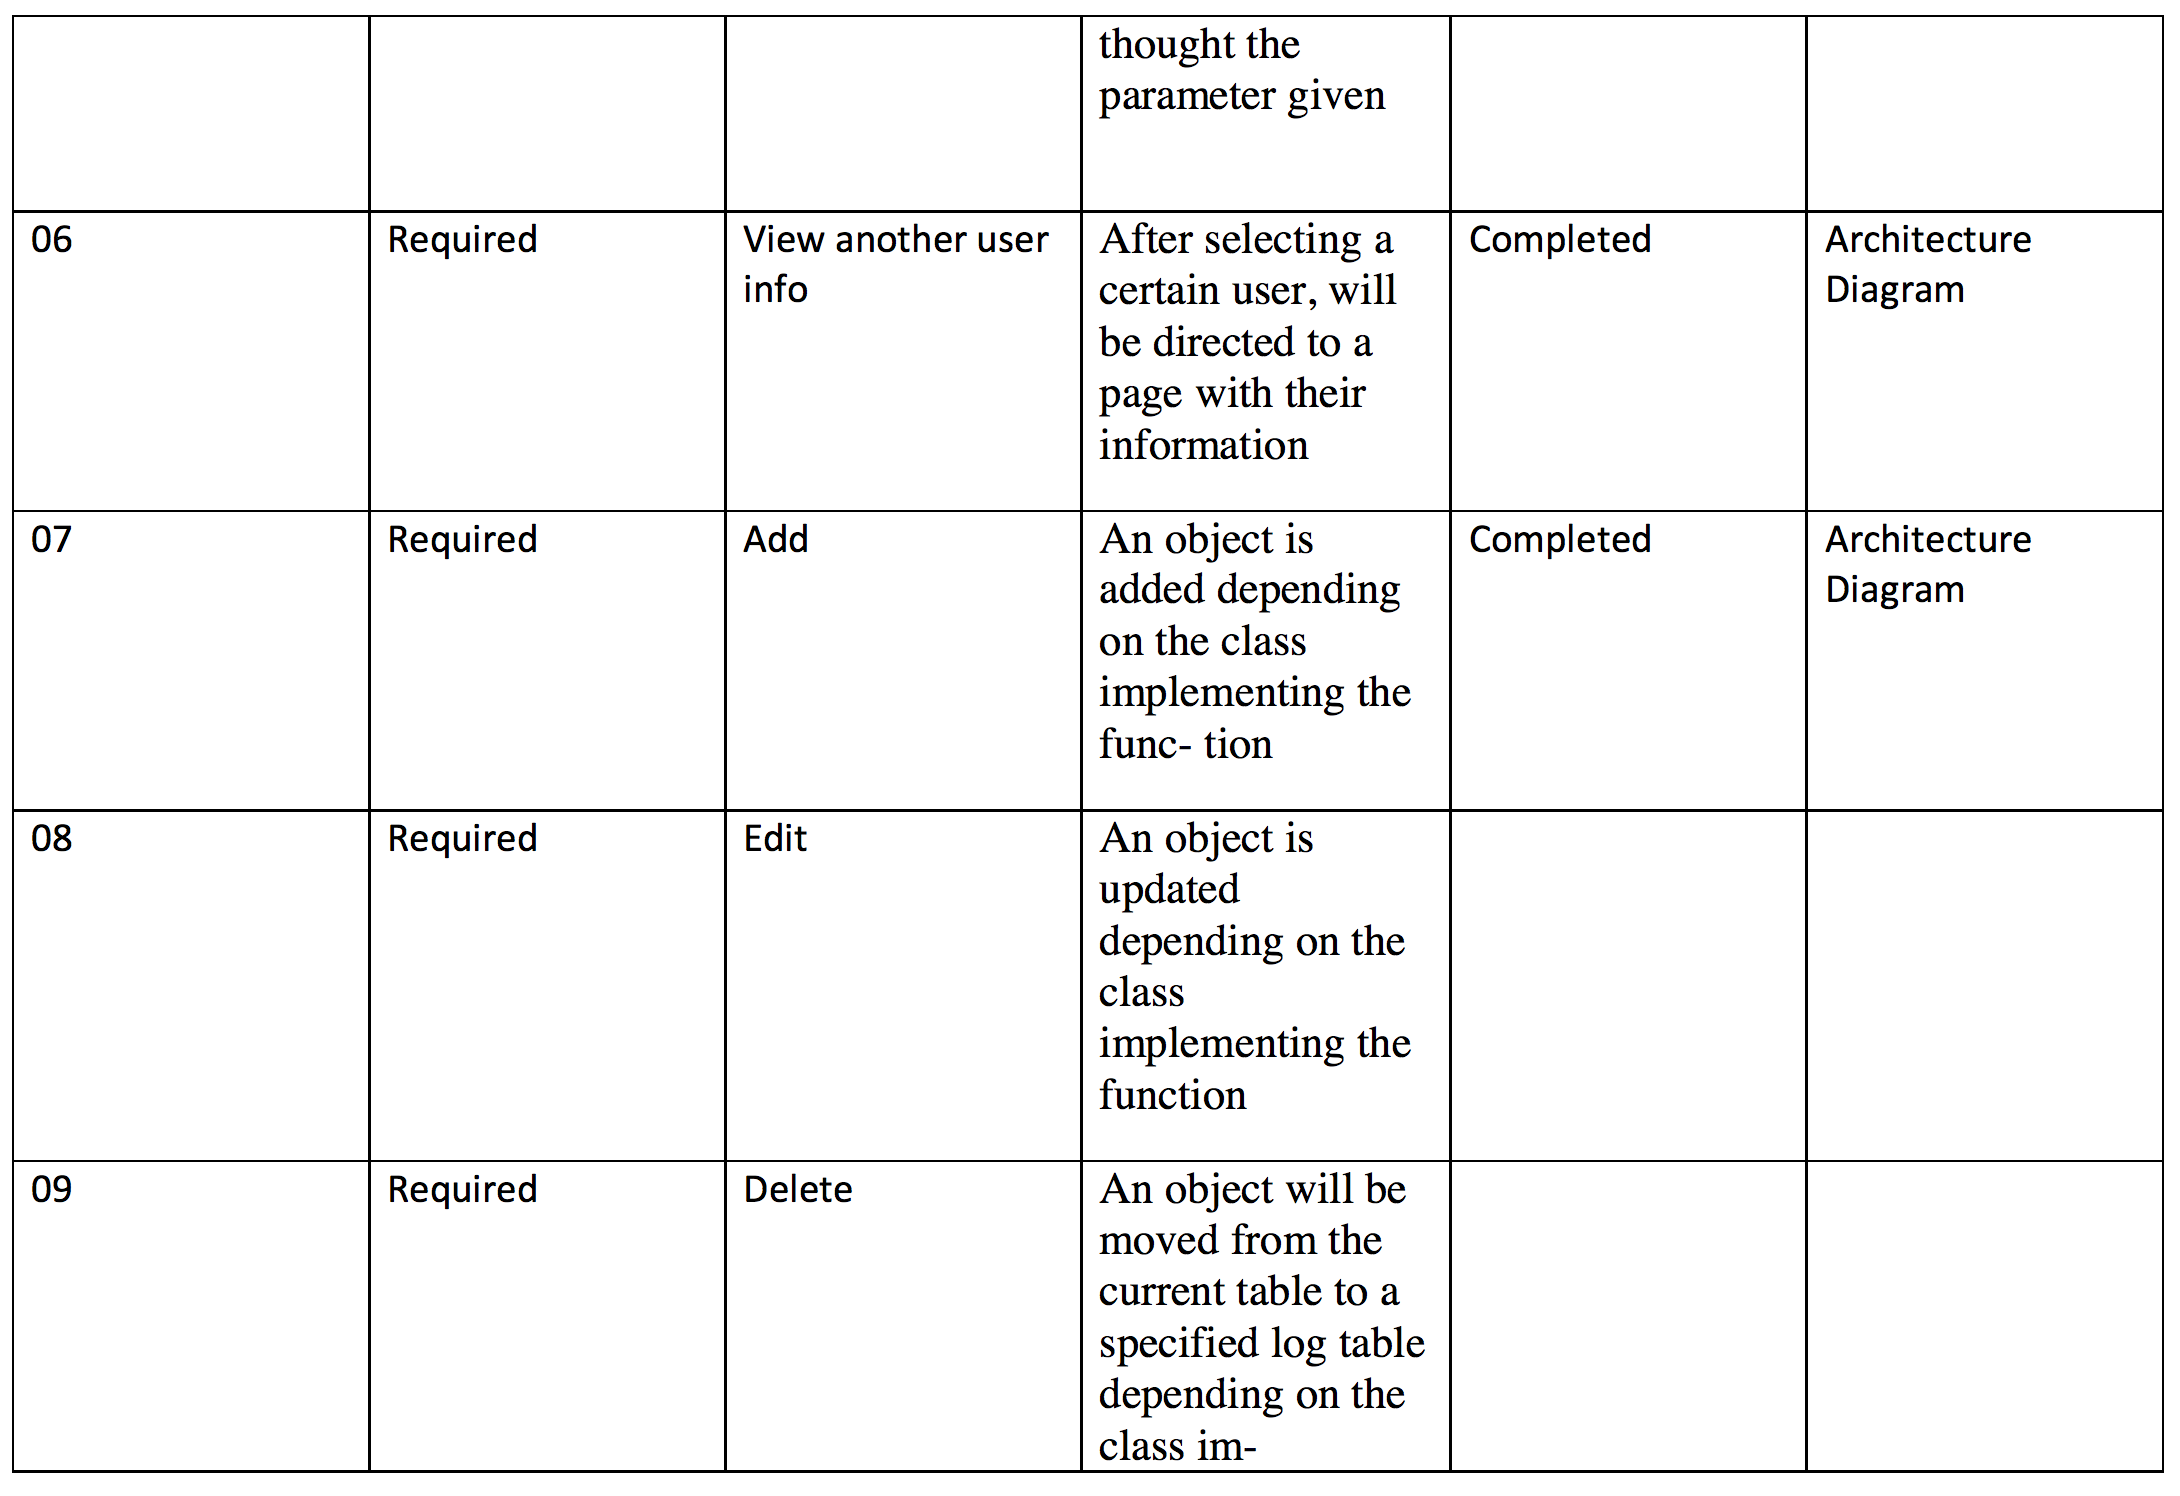 thought the
parameter given
06
Required
View another user
info
After selecting a
certain user, will
be directed to a
page with their
information
Completed
Architecture
Diagram
07
Required
Add
An object is
added depending
on the class
implementing the
func- tion
Completed
Architecture
Diagram
08
Required
Edit
An object is
updated
depending on the
class
implementing the
function
09
Required
Delete
An object will be
moved from the
current table to a
specified log table
depending on the
class im-